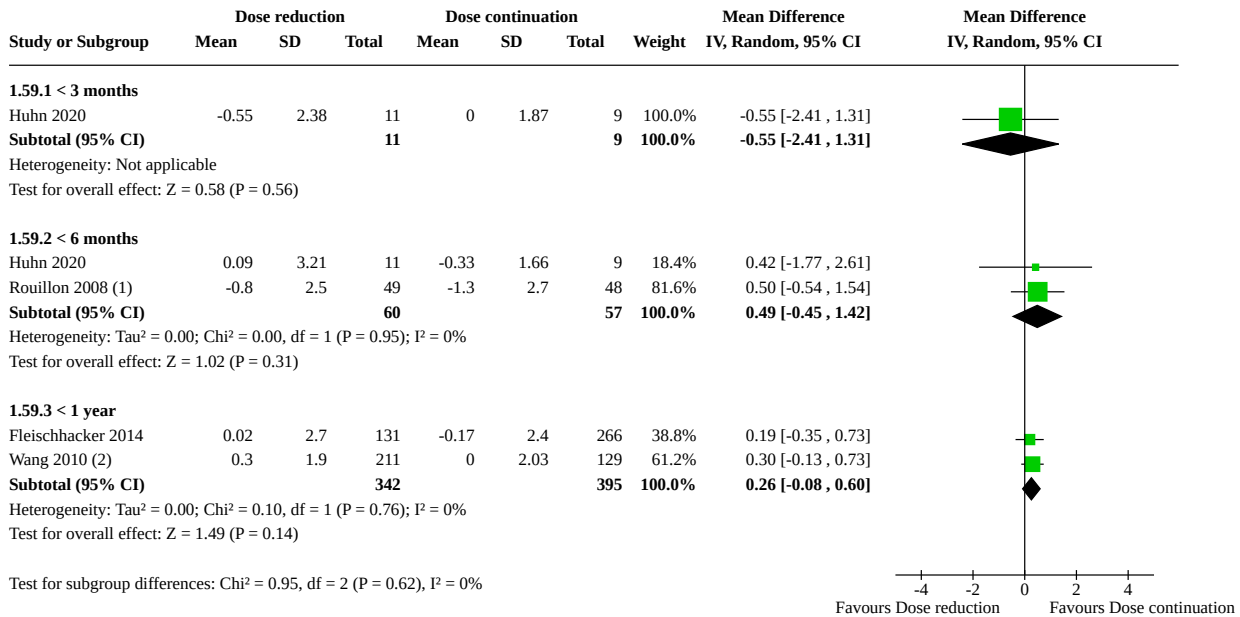 Dose reduction Dose continuation Mean Difference Mean Difference
Study or Subgroup Mean SD Total Mean SD Total Weight IV, Random, 95% CI IV, Random, 95% CI
1.59.1 < 3 months
Huhn 2020 -0.55 2.38 11 0 1.87 9 100.0% -0.55 [-2.41 , 1.31]
Subtotal (95% CI) 11 9 100.0% -0.55 [-2.41 , 1.31]
Heterogeneity: Not applicable
Test for overall effect: Z = 0.58 (P = 0.56)
1.59.2 < 6 months
Huhn 2020 0.09 3.21 11 -0.33 1.66 9 18.4% 0.42 [-1.77 , 2.61]
Rouillon 2008 (1) -0.8 2.5 49 -1.3 2.7 48 81.6% 0.50 [-0.54 , 1.54]
Subtotal (95% CI) 60 57 100.0% 0.49 [-0.45 , 1.42]
Heterogeneity: Tau² = 0.00; Chi² = 0.00, df = 1 (P = 0.95); I² = 0%
Test for overall effect: Z = 1.02 (P = 0.31)
1.59.3 < 1 year
Fleischhacker 2014 0.02 2.7 131 -0.17 2.4 266 38.8% 0.19 [-0.35 , 0.73]
Wang 2010 (2) 0.3 1.9 211 0 2.03 129 61.2% 0.30 [-0.13 , 0.73]
Subtotal (95% CI) 342 395 100.0% 0.26 [-0.08 , 0.60]
Heterogeneity: Tau² = 0.00; Chi² = 0.10, df = 1 (P = 0.76); I² = 0%
Test for overall effect: Z = 1.49 (P = 0.14)
Test for subgroup differences: Chi² = 0.95, df = 2 (P = 0.62), I² = 0%
-4 -2 0 2 4
Favours Dose reduction Favours Dose continuation